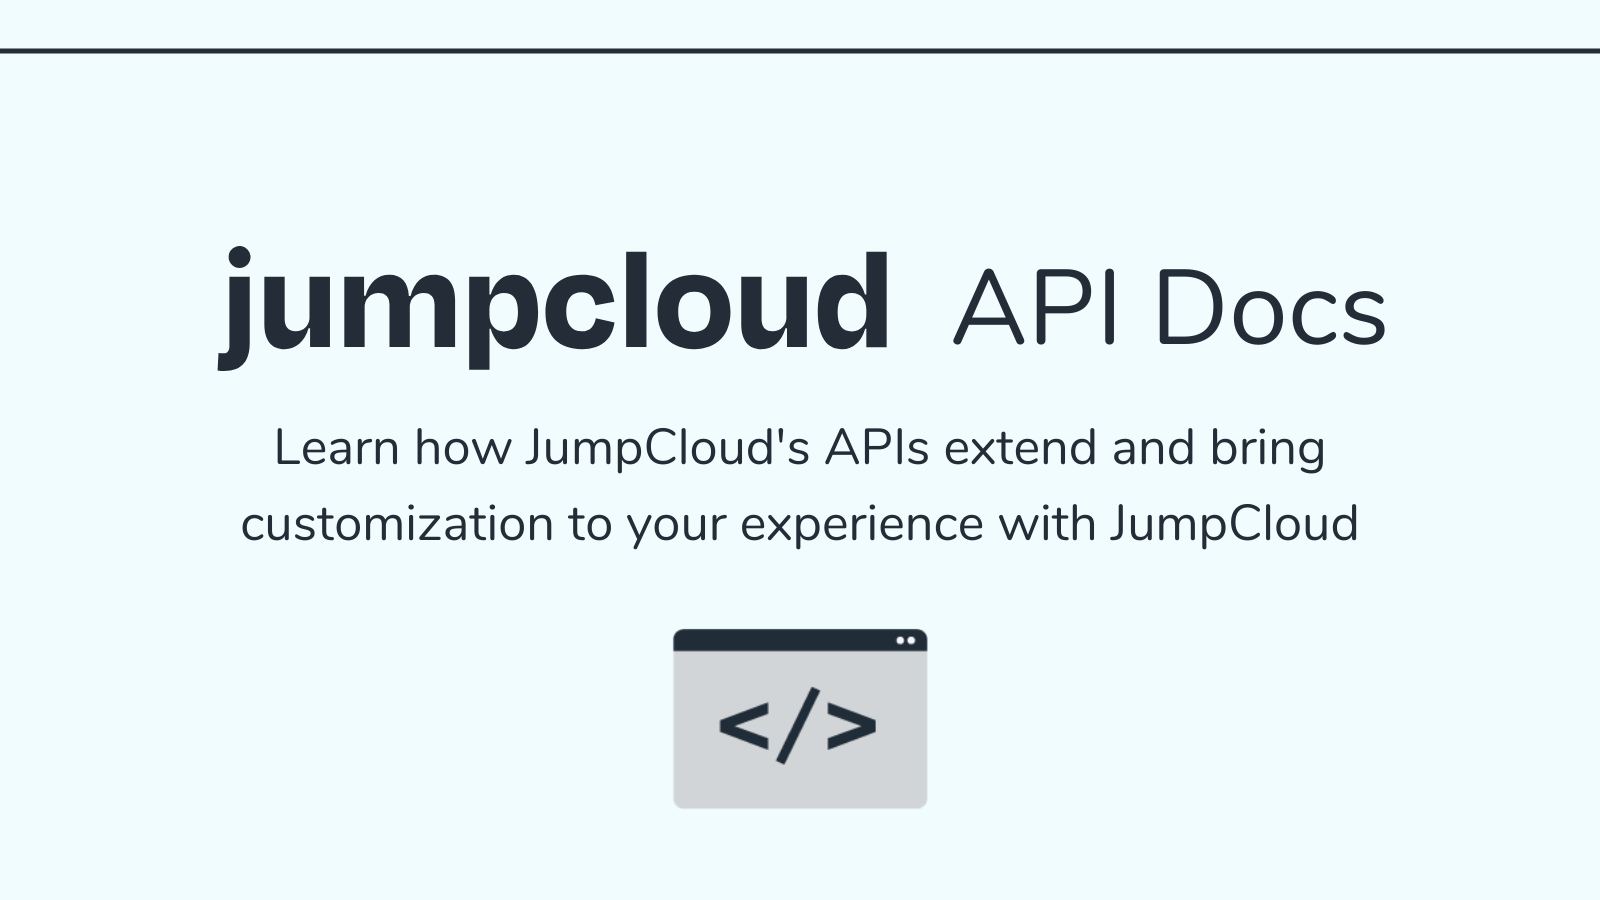 jumpcloud API Docs
Learn how JumpCloud's APIs extend and bring
customization to your experience with JumpCloud
</>